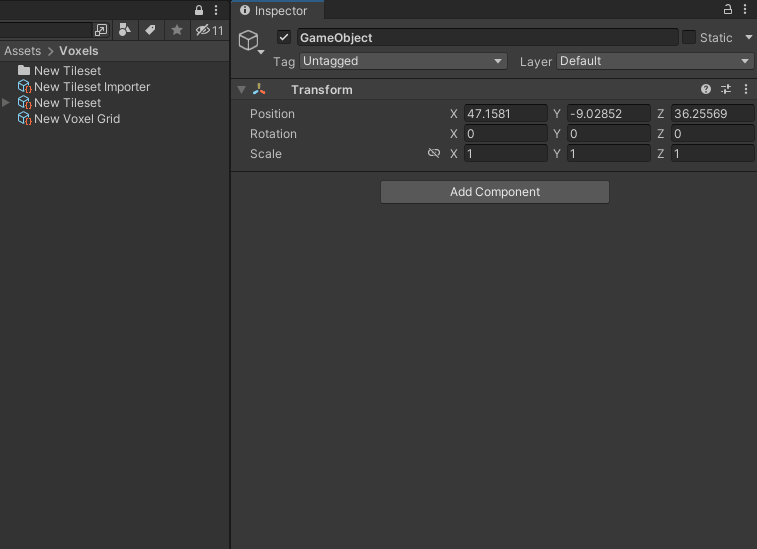 Inspector
11
GameObject
Static
Assets > Voxels
Tag Untagged Layer Default
New Tileset
New Tileset Importer
New Tileset
New Voxel Grid
Transform
Position X 47.1581 Y -9.02852 Z 36.25569
Rotation X 0 Y 0 Z 0
Scale X 1 Y 1 Z 1
Add Component